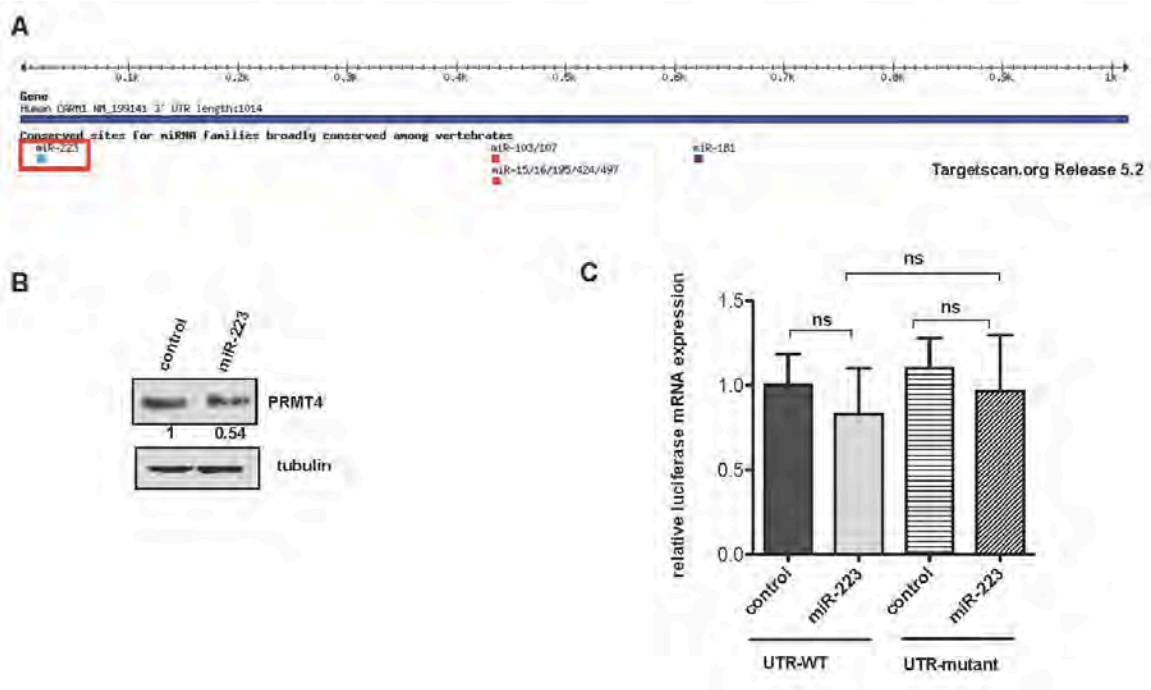 A
0.1k 0.2k 0.3k 0.4k 0.5k 0.6k 0.7k 0.8k 0.9k 1k
Gene
Human CARM1 NM_199141 3' UTR length:1014
Conserved sites for miRNA families broadly conserved among vertebrates
miR-223 miR-103/107 miR-181
miR-15/16/195/424/497
Targetscan.org Release 5.2
B
control miR-223
PRMT4
1 0.54
tubulin
C
relative luciferase mRNA expression
1.5
1.0
0.5
0.0
ns
ns ns
control miR-223 control miR-223
UTR-WT UTR-mutant